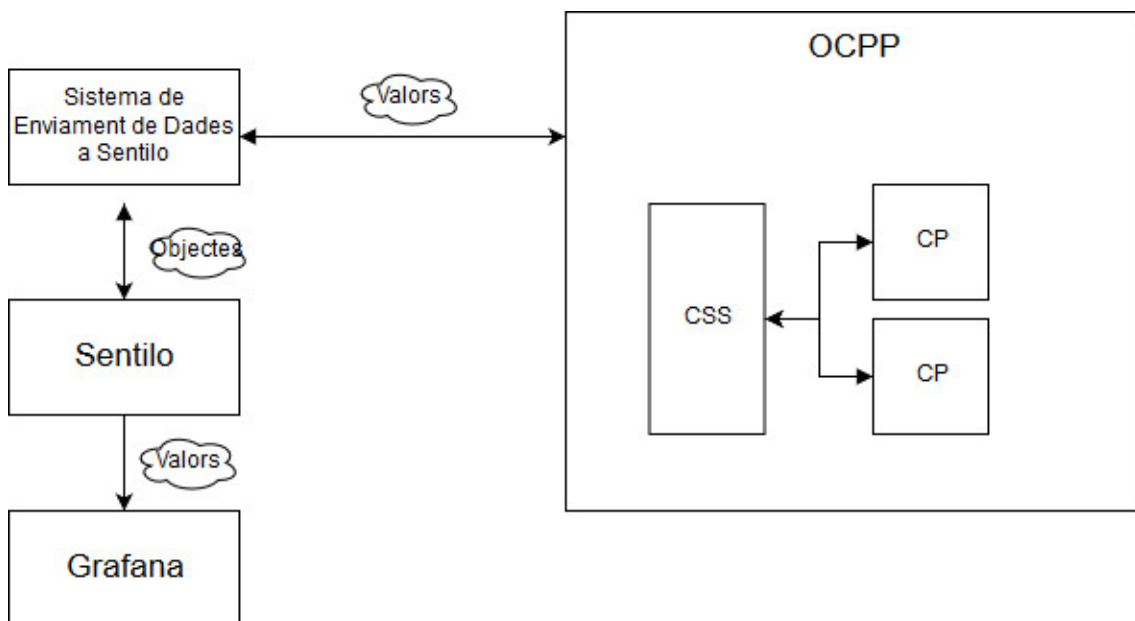 OCPP
Sistema de
Enviament de Dades
a Sentilo
Valors
CP
Objectes
CSS
Sentilo
CP
Valors
Grafana